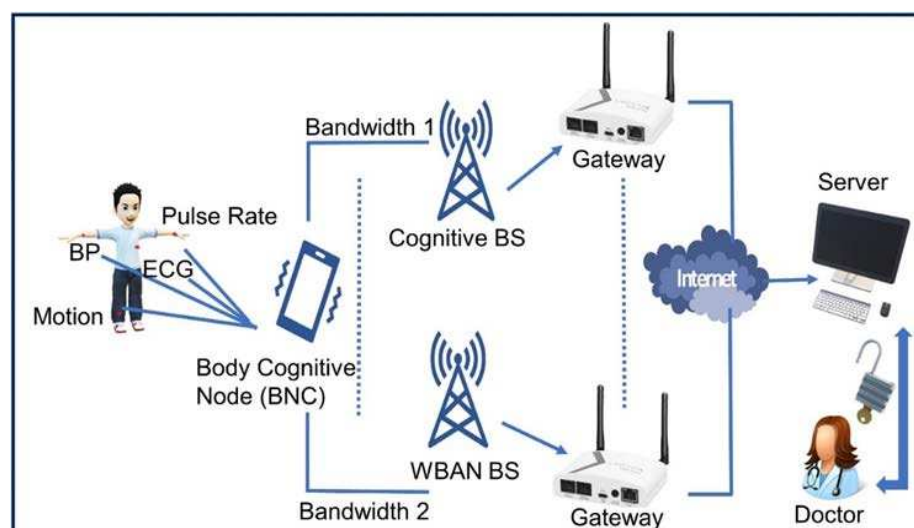 Bandwidth 1
Gateway
Server
Pulse Rate
Cognitive BS
BP
ECG
Internet
Motion
Body Cognitive
Node (BNC)
WBAN BS
Bandwidth 2
Gateway
Doctor